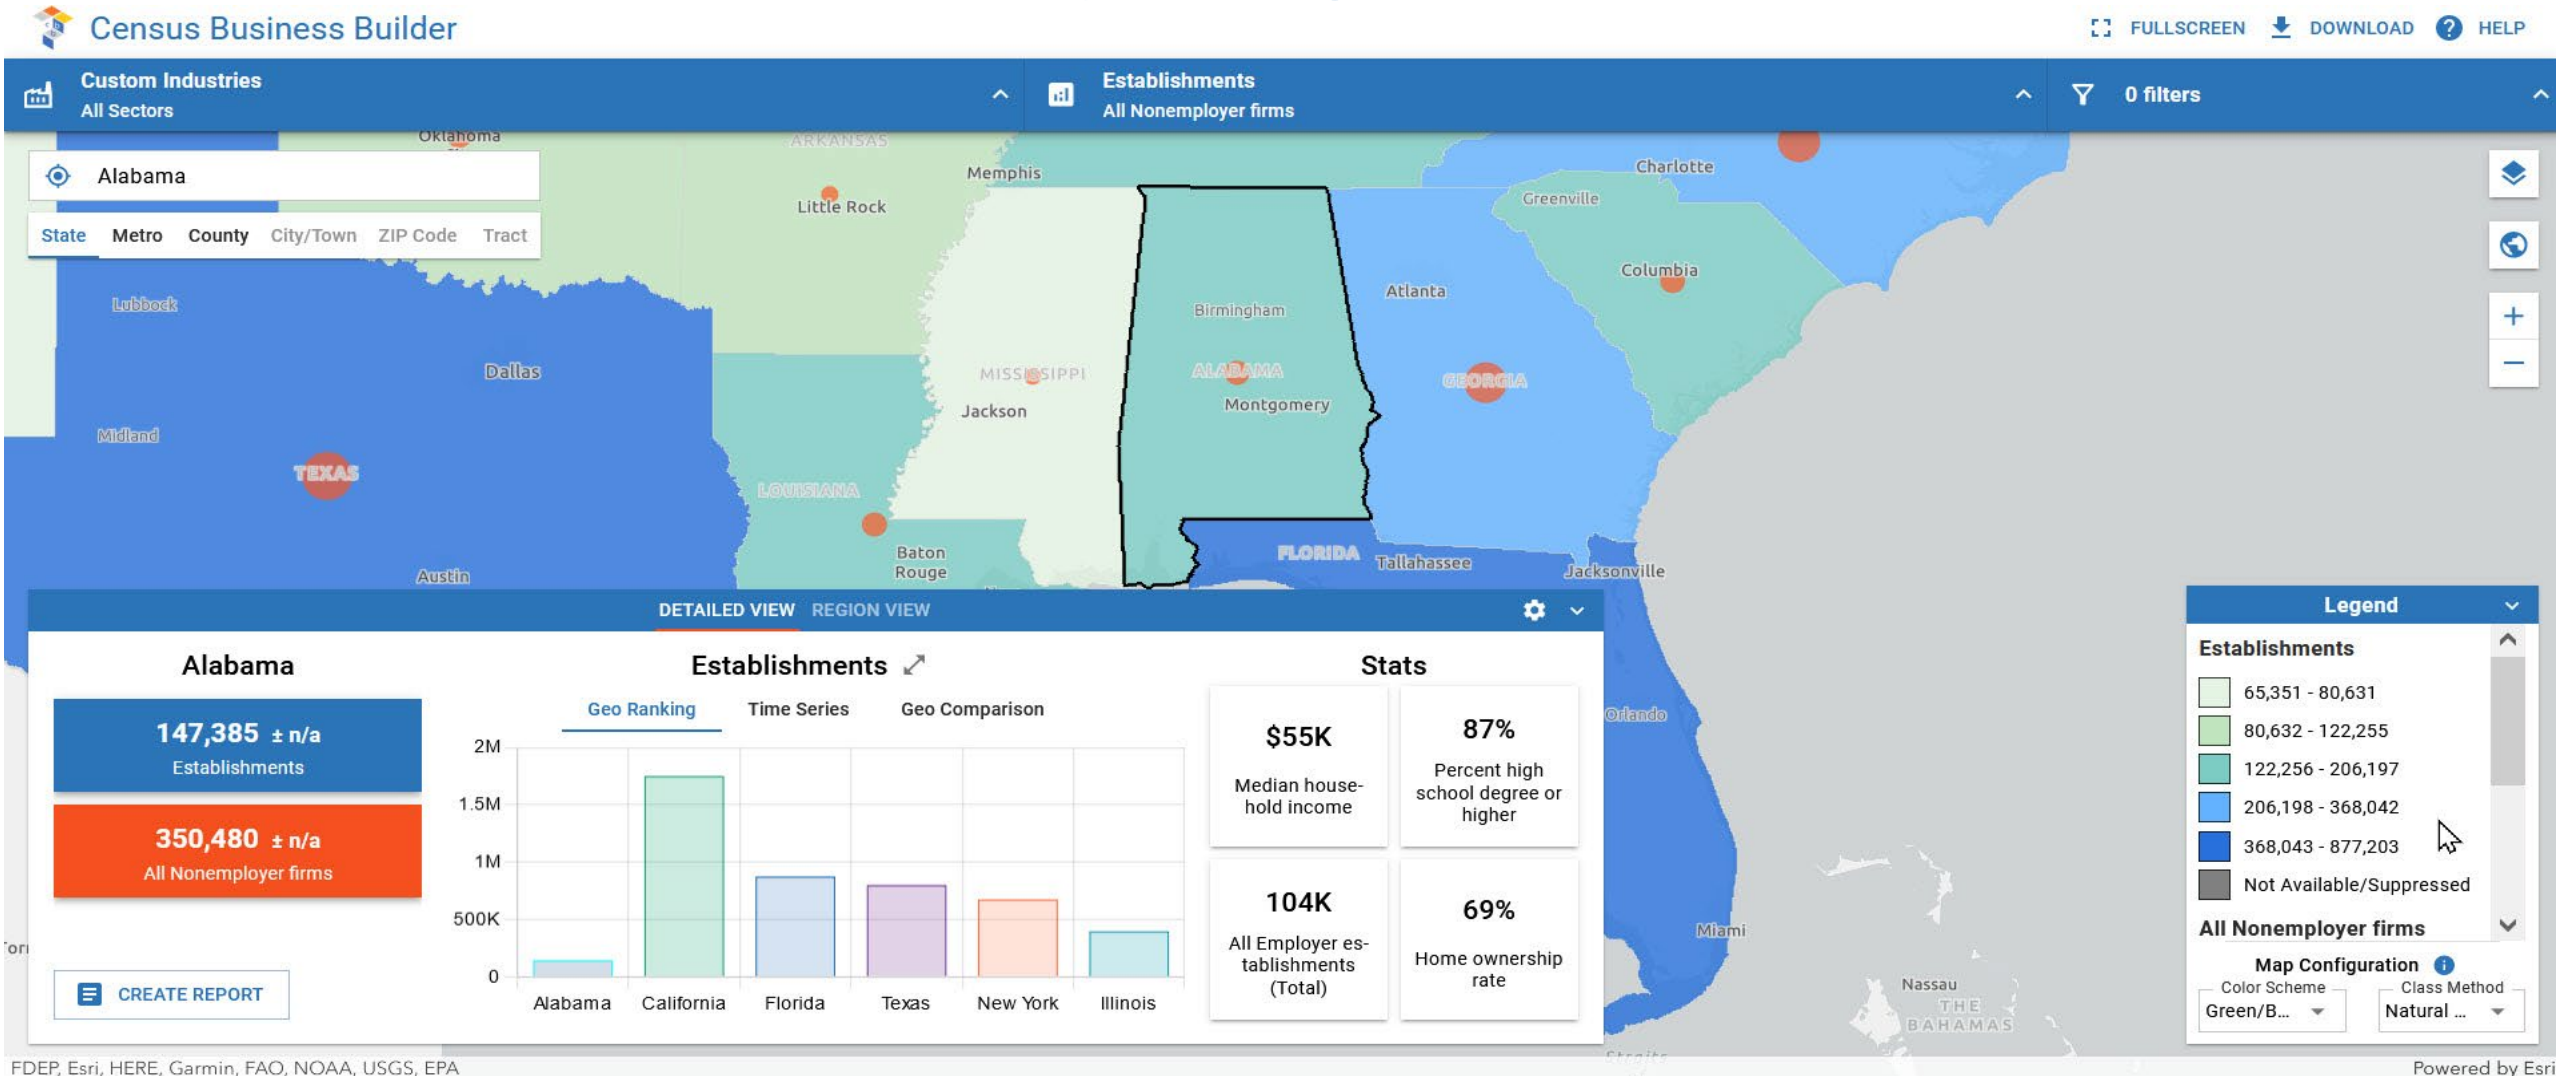 Census Business Builder
FULLSCREEN
DOWNLOAD
HELP
Custom Industries
All Sectors
Establishments
All Nonemployer firms
0 filters
Oklahoma
ARKANSAS
Memphis
Charlotte
Alabama
Little Rock
Greenville
State Metro County City/Town ZIP Code Tract
Columbia
Lubbock
Atlanta
Birmingham
Dallas
MISSISSIPPI
ALABAMA
GEORGIA
Jackson
Montgomery
Midland
TEXAS
LOUISIANA
Baton
Rouge
FLORIDA
Tallahassee
Jacksonville
Austin
DETAILED VIEW REGION VIEW
Alabama
147,385 ± n/a
Establishments
350,480 ± n/a
All Nonemployer firms
CREATE REPORT
Establishments
Geo Ranking Time Series Geo Comparison
2M
1.5M
1M
500K
0
Alabama California Florida Texas New York Illinois
Stats
$55K
Median house-
hold income
87%
Percent high
school degree or
higher
104K
All Employer es-
tablishments
(Total)
69%
Home ownership
rate
Orlando
Miami
Nassau
THE
BAHAMAS
Straits
Legend
Establishments
65,351 - 80,631
80,632 - 122,255
122,256 - 206,197
206,198 - 368,042
368,043 - 877,203
Not Available/Suppressed
All Nonemployer firms
Map Configuration
Color Scheme
Green/B...
Class Method
Natural ...
FDEP, Esri, HERE, Garmin, FAO, NOAA, USGS, EPA
Powered by Esri